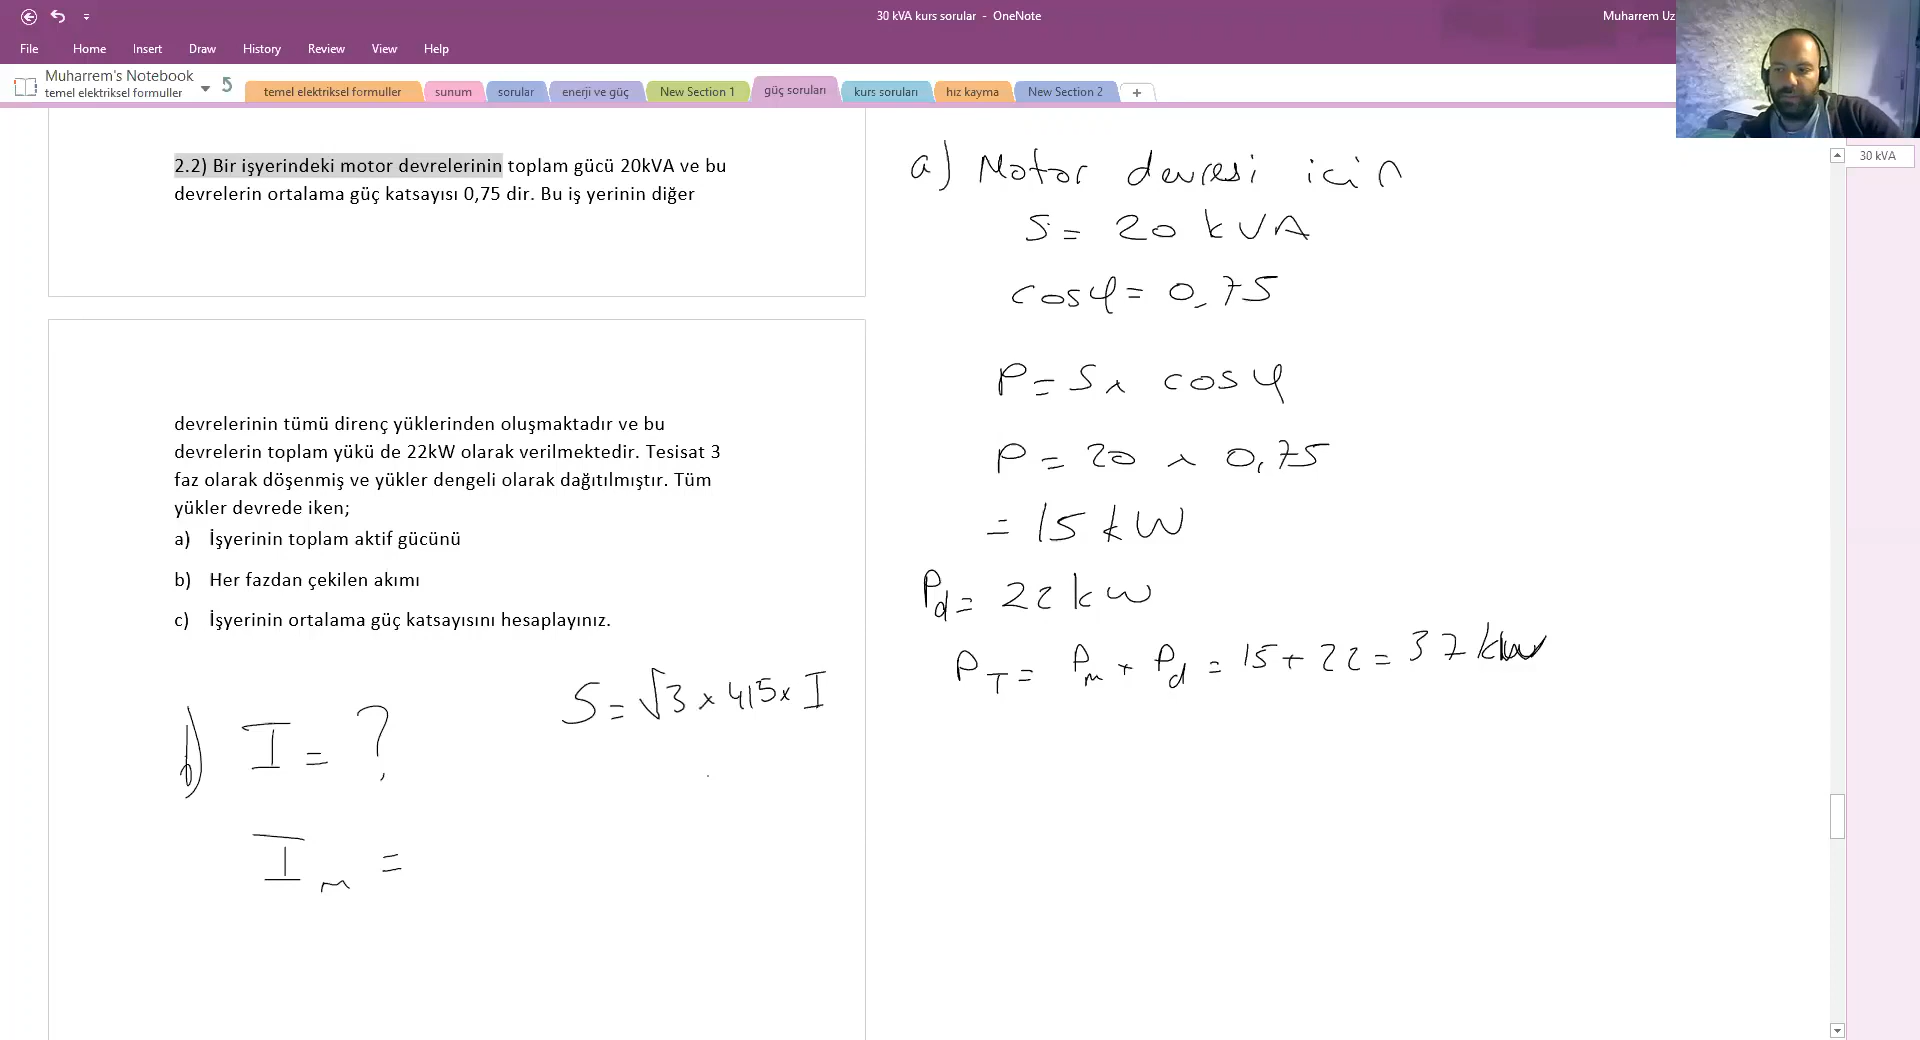 30 kVA kurs sorular - OneNote
Muharrem Uz
File Home Insert Draw History Review View Help
Muharrem's Notebook
temel elektriksel formuller
temel elektriksel formuller sunum sorular enerji ve güç New Section 1 güç soruları kurs soruları hız kayma New Section 2 +
30 kVA
2.2) Bir işyerindeki motor devrelerinin toplam gücü 20kVA ve bu
devrelerin ortalama güç katsayısı 0,75 dir. Bu iş yerinin diğer
devrelerinin tümü direnç yüklerinden oluşmaktadır ve bu
devrelerin toplam yükü de 22kW olarak verilmektedir. Tesisat 3
faz olarak döşenmiş ve yükler dengeli olarak dağıtılmıştır. Tüm
yükler devrede iken;
a) İşyerinin toplam aktif gücünü
b) Her fazdan çekilen akımı
c) İşyerinin ortalama güç katsayısını hesaplayınız.
S = √3 x 415 x I
b) I = ?
I m =
a) Motor devresi icin
S = 20 kVA
cosφ = 0,75
P = S x cosφ
P = 20 x 0,75
= 15 kW
Pd = 22 kW
PT = Pm + Pd = 15 + 22 = 37 kW